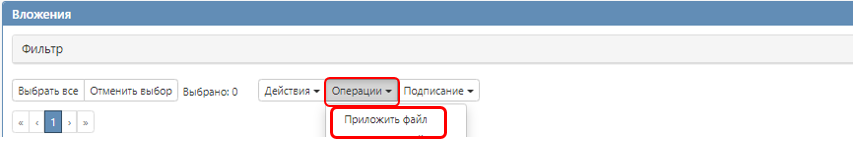 Вложения
Фильтр
Выбрать все Отменить выбор Выбрано: 0 Действия Операции Подписание
« ‹ 1 › »
Приложить файл